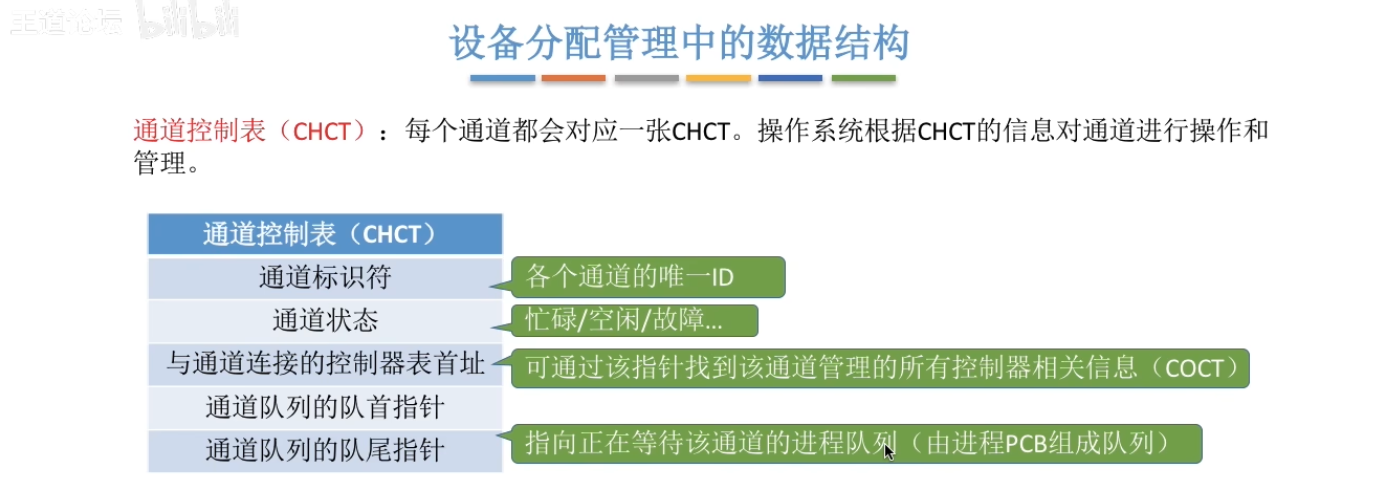 王道论坛 bilibili
设备分配管理中的数据结构
通道控制表（CHCT）：每个通道都会对应一张CHCT。操作系统根据CHCT的信息对通道进行操作和
管理。
通道控制表（CHCT）
通道标识符
各个通道的唯一ID
通道状态
忙碌/空闲/故障...
与通道连接的控制器表首址
可通过该指针找到该通道管理的所有控制器相关信息（COCT）
通道队列的队首指针
通道队列的队尾指针
指向正在等待该通道的进程队列（由进程PCB组成队列）